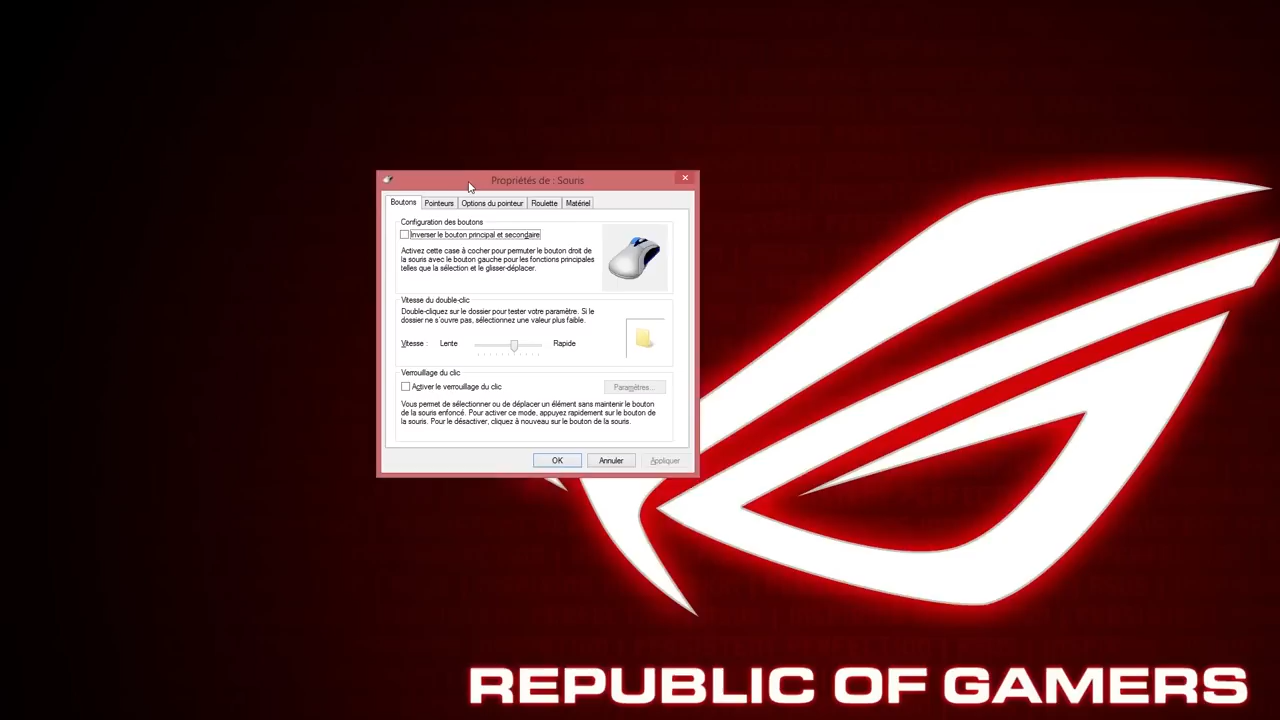 Propriétés de : Souris
Boutons
Pointeurs
Options du pointeur
Roulette
Matériel
Configuration des boutons
Inverser le bouton principal et secondaire
Activez cette case à cocher pour permuter le bouton droit de
la souris avec le bouton gauche pour les fonctions principales
telles que la sélection et le glisser-déplacer.
Vitesse du double-clic
Double-cliquez sur le dossier pour tester votre paramètre. Si le
dossier ne s'ouvre pas, sélectionnez une valeur plus faible.
Vitesse :
Lente
Rapide
Verrouillage du clic
Activer le verrouillage du clic
Paramètres...
Vous permet de sélectionner ou de déplacer un élément sans maintenir le bouton
de la souris enfoncé. Pour activer ce mode, appuyez rapidement sur le bouton de
la souris. Pour le désactiver, cliquez à nouveau sur le bouton de la souris.
OK
Annuler
Appliquer
REPUBLIC OF GAMERS